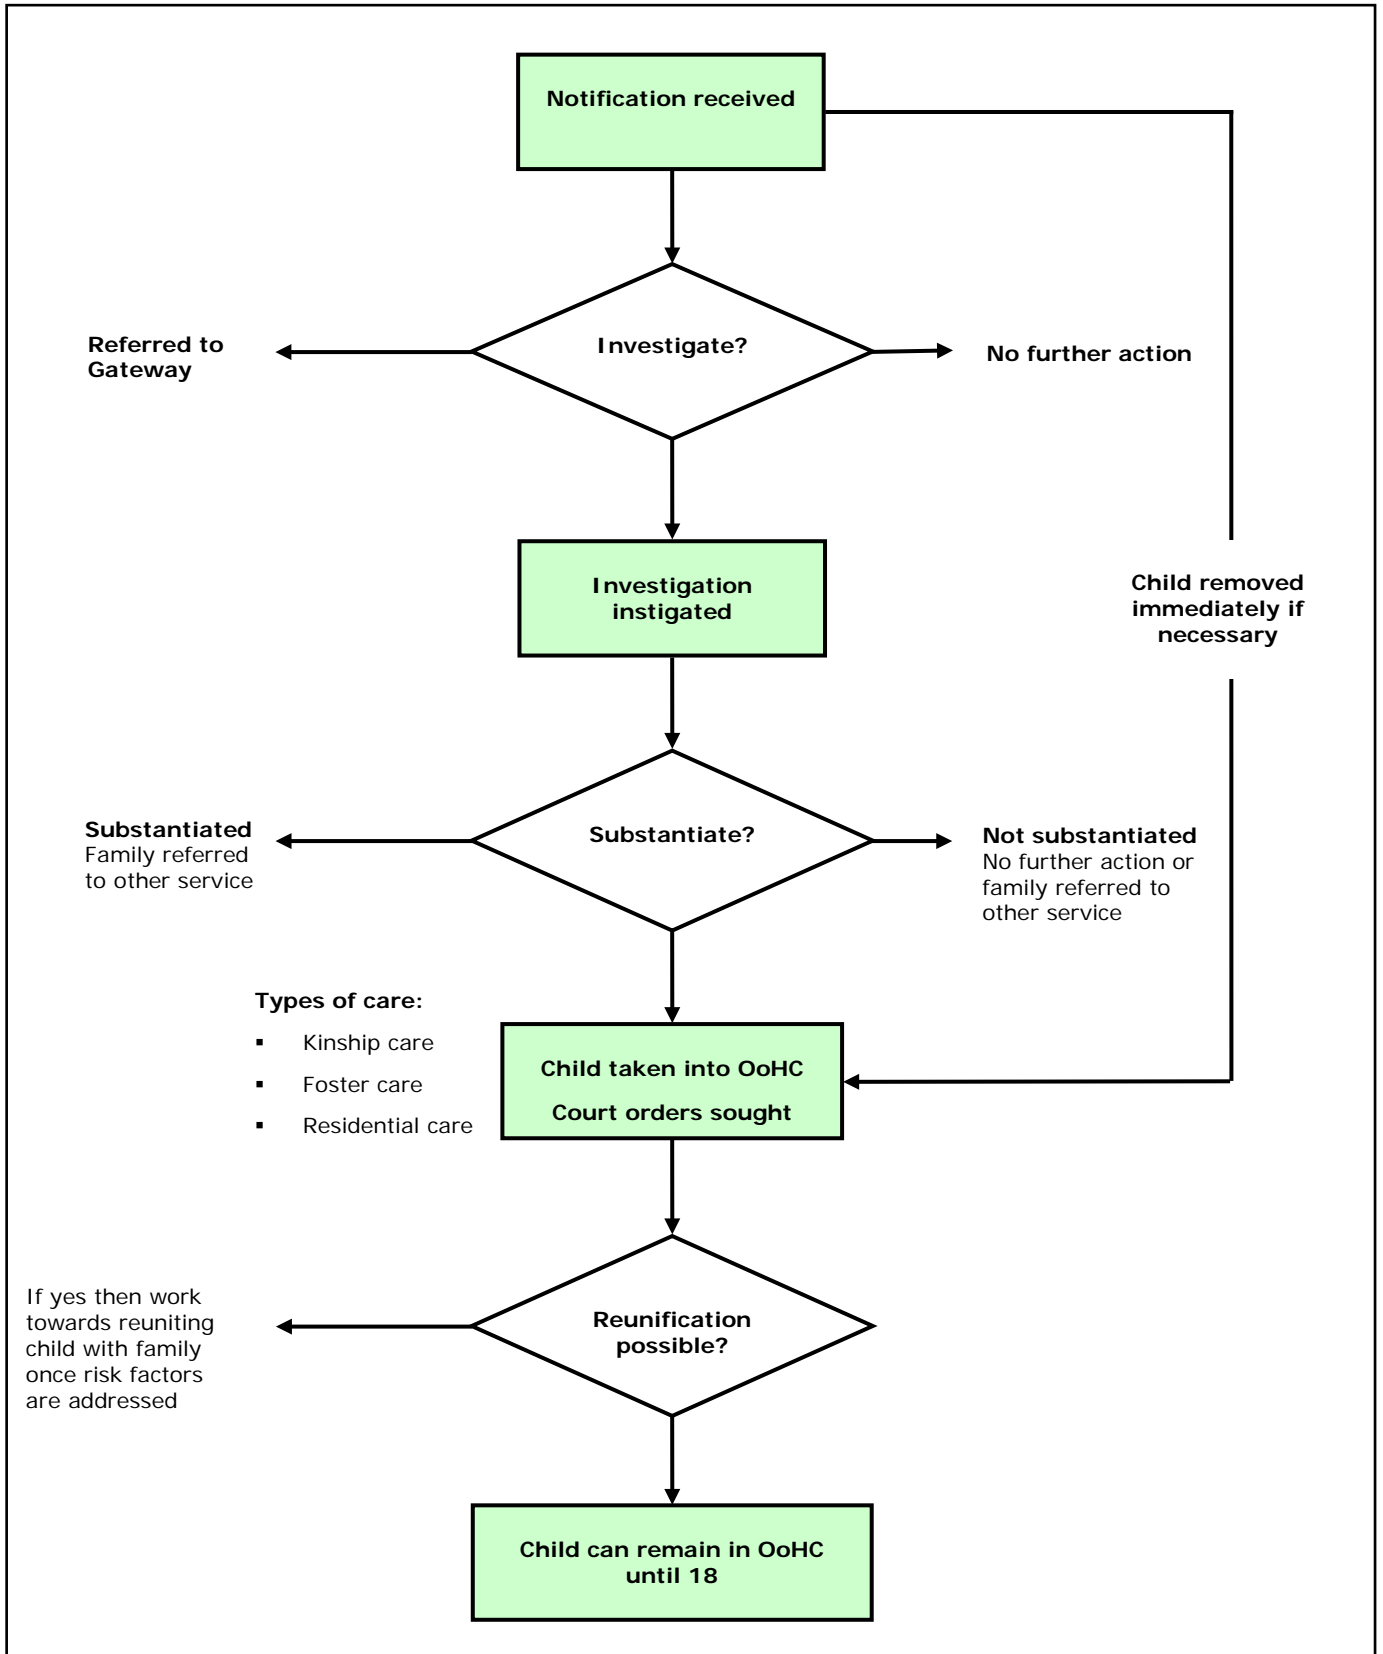 Notification received
Investigate?
Referred to
Gateway
No further action
Investigation
instigated
Child removed
immediately if
necessary
Substantiate?
Substantiated
Family referred
to other service
Not substantiated
No further action or
family referred to
other service
Types of care:
▪ Kinship care
▪ Foster care
▪ Residential care
Child taken into OoHC
Court orders sought
Reunification
possible?
If yes then work
towards reuniting
child with family
once risk factors
are addressed
Child can remain in OoHC
until 18